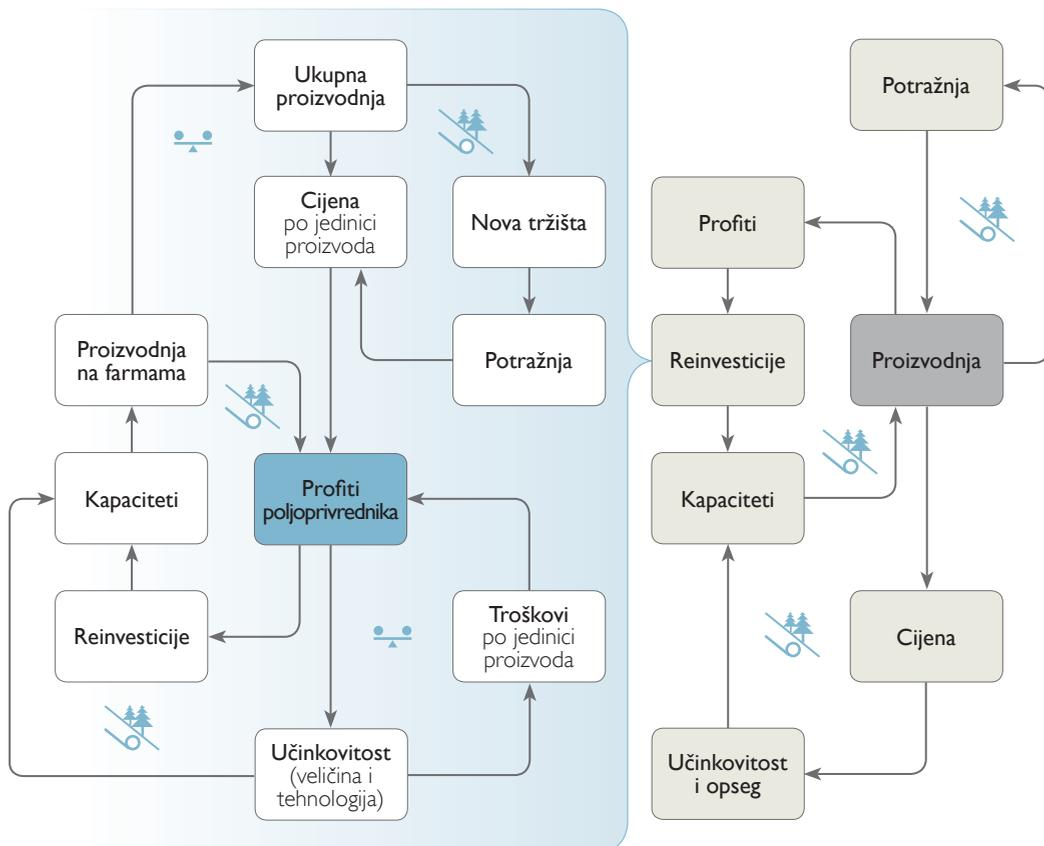 Ukupna
proizvodnja
Cijena
po jedinici
proizvoda
Nova tržišta
Proizvodnja
na farmama
Potražnja
Kapaciteti
Profiti
poljoprivrednika
Reinvesticije
Troškovi
po jedinici
proizvoda
Učinkovitost
(veličina i
tehnologija)
Potražnja
Profiti
Reinvesticije
Proizvodnja
Kapaciteti
Cijena
Učinkovitost
i opseg